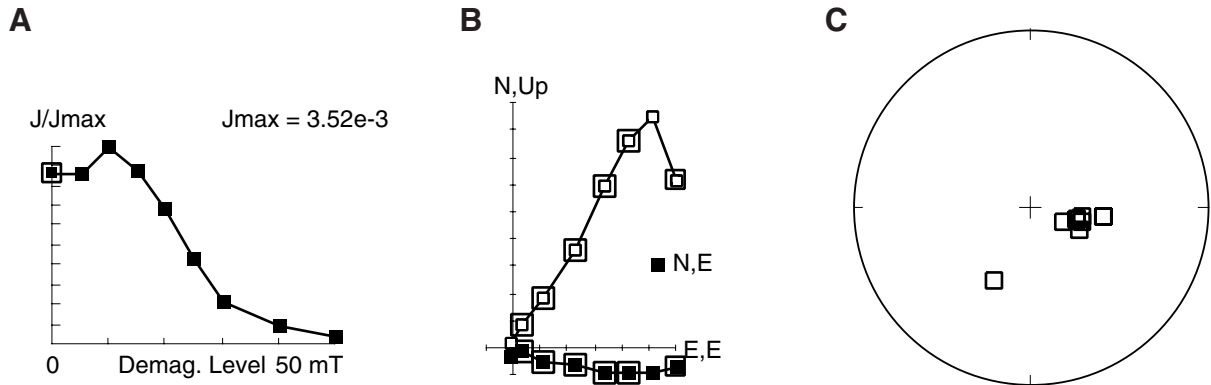 A
J/Jmax
Jmax = 3.52e-3
0
Demag. Level 50 mT
B
N,Up
N,E
E,E
C